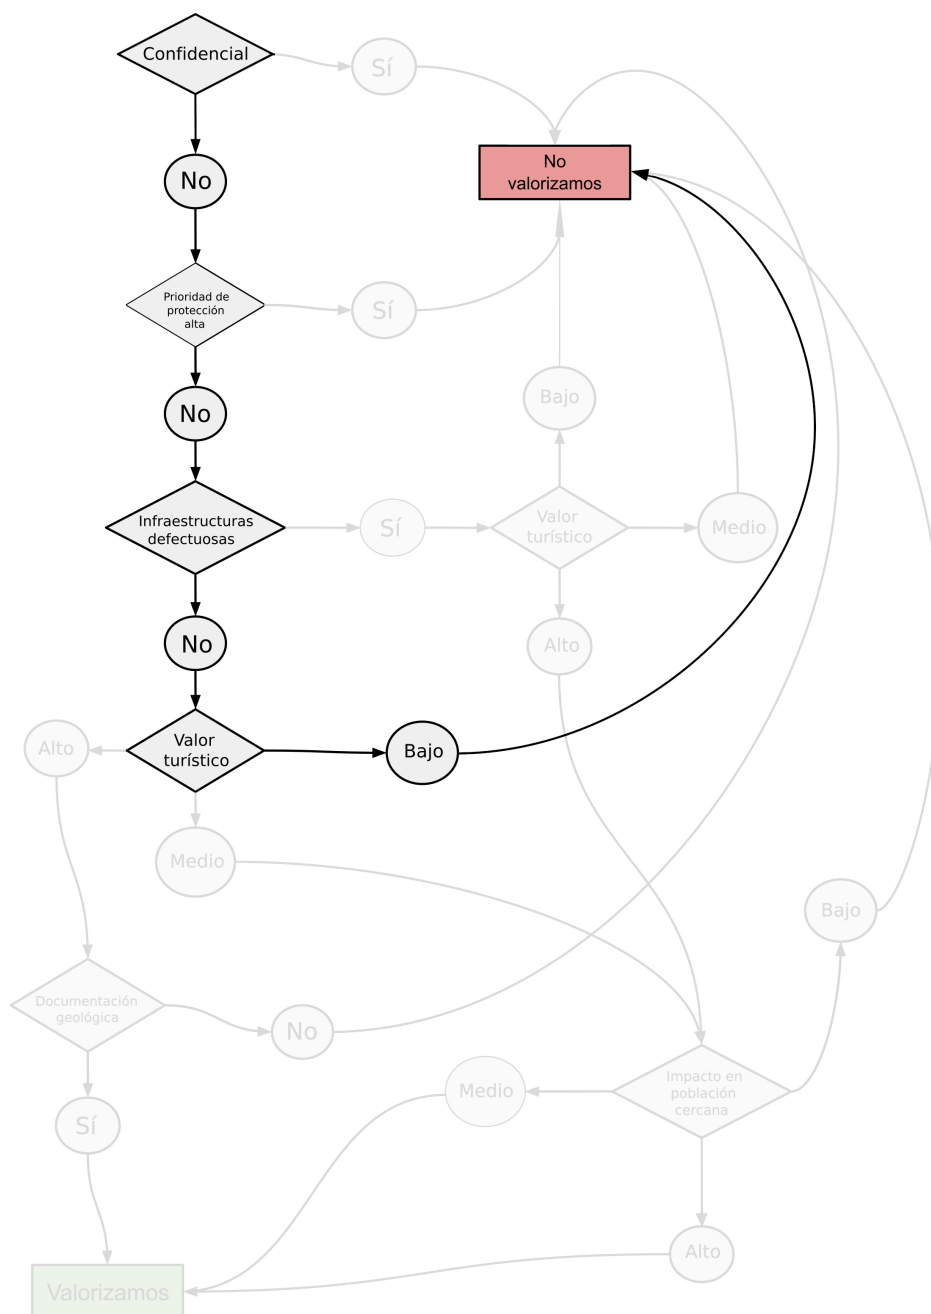 Confidencial
Sí
No
valorizamos
No
Prioridad de
protección
alta
Sí
Bajo
No
Infraestructuras
defectuosas
Sí
Valor
turístico
Medio
No
Alto
Alto
Valor
turístico
Bajo
Medio
Bajo
Documentación
geológica
No
Medio
Impacto en
población
cercana
Sí
Alto
Valorizamos